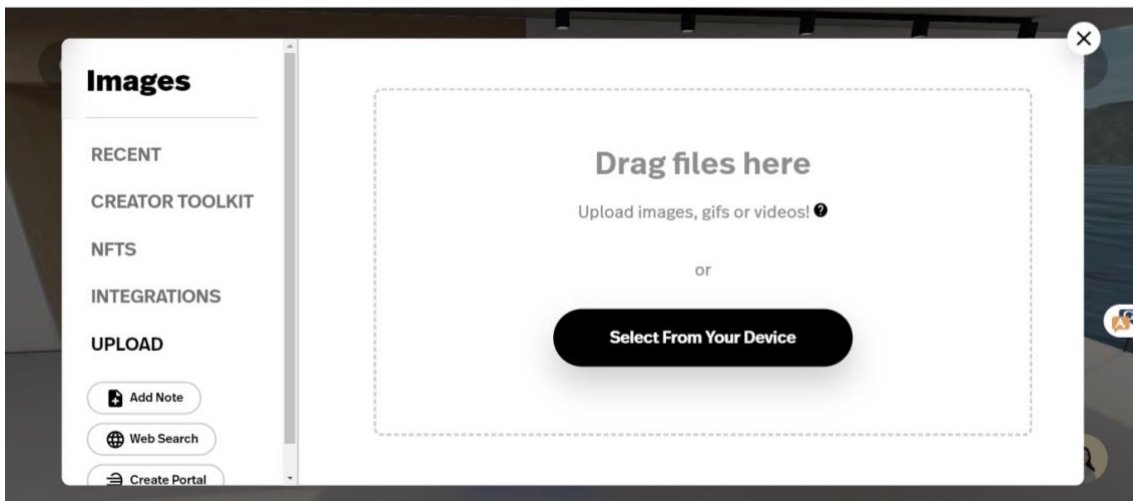 Images
RECENT
CREATOR TOOLKIT
NFTS
INTEGRATIONS
UPLOAD
Add Note
Web Search
Create Portal
Drag files here
Upload images, gifs or videos!
or
Select From Your Device